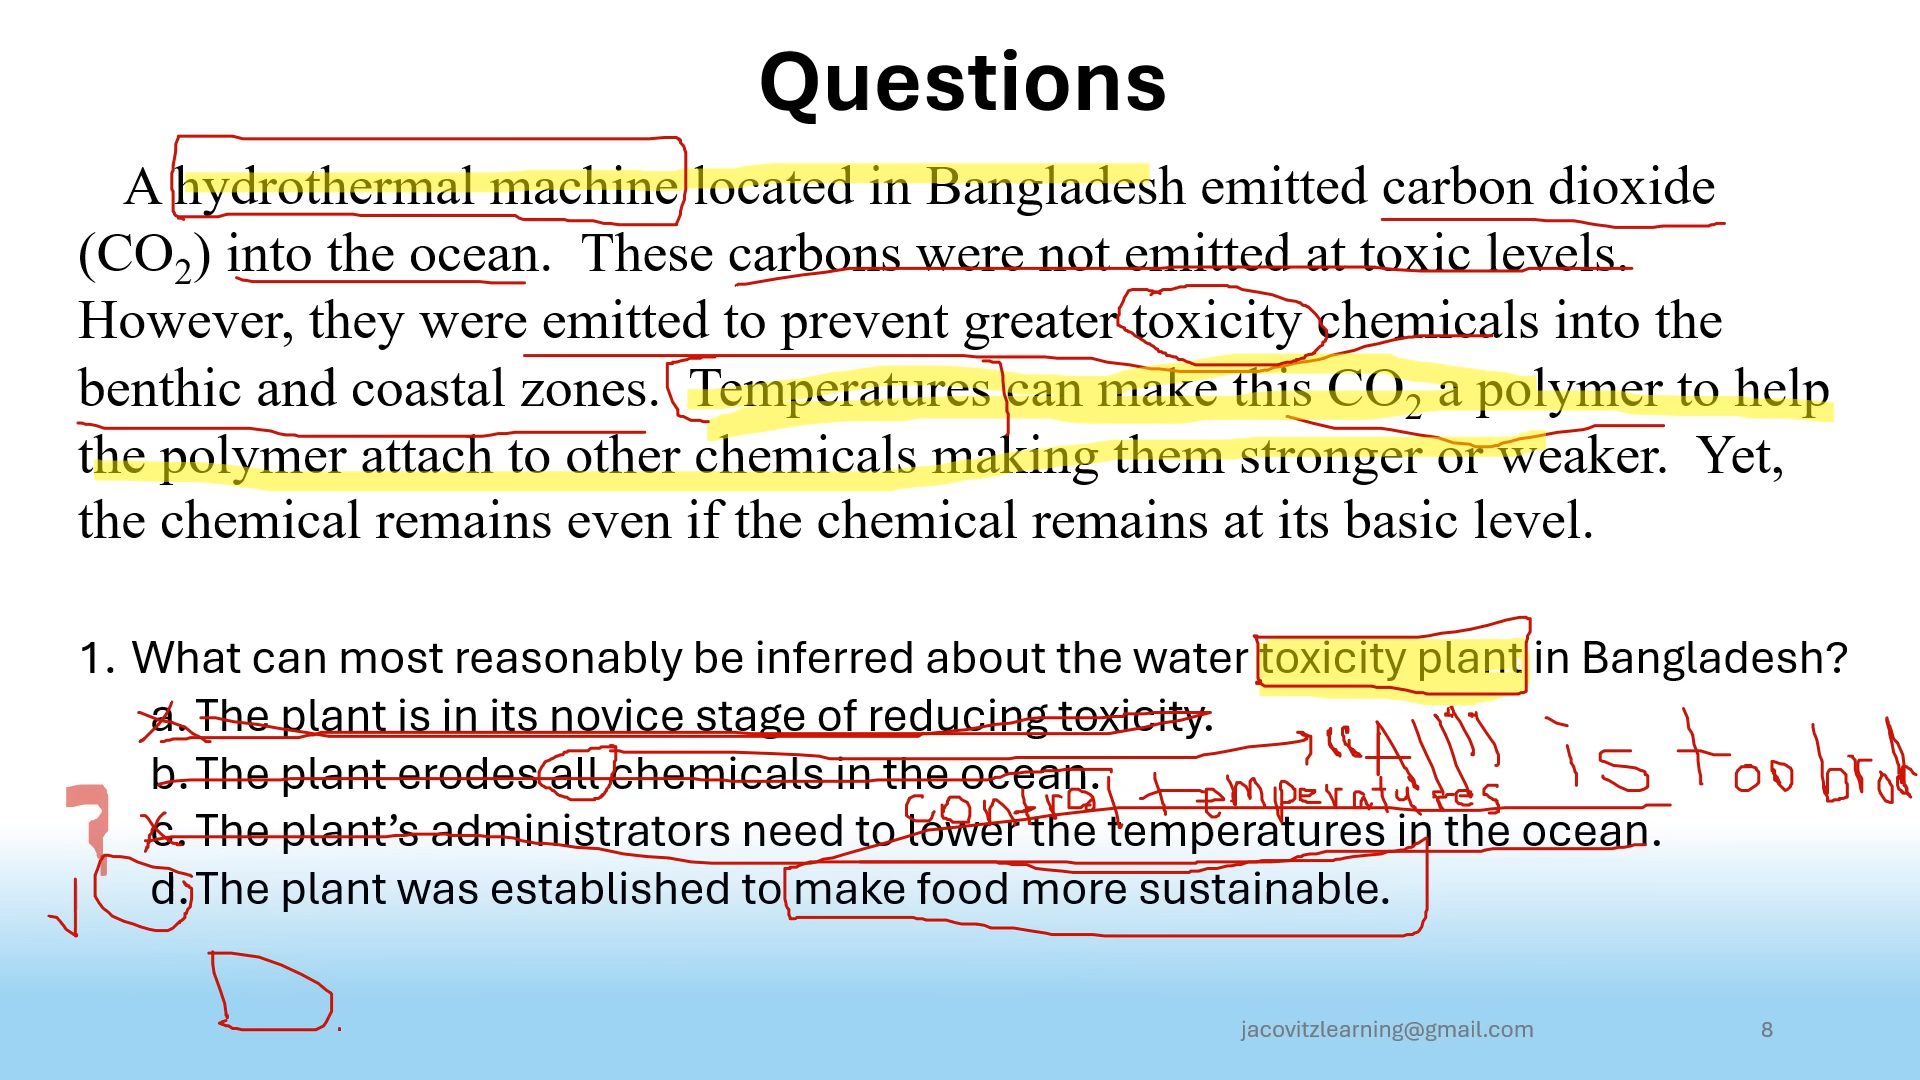 Questions
A hydrothermal machine located in Bangladesh emitted carbon dioxide
(CO₂) into the ocean. These carbons were not emitted at toxic levels.
However, they were emitted to prevent greater toxicity chemicals into the
benthic and coastal zones. Temperatures can make this CO₂ a polymer to help
the polymer attach to other chemicals making them stronger or weaker. Yet,
the chemical remains even if the chemical remains at its basic level.
1. What can most reasonably be inferred about the water toxicity plant in Bangladesh?
a. The plant is in its novice stage of reducing toxicity.
"All" is too
b. The plant erodes all chemicals in the ocean.
control temperatures
c. The plant's administrators need to lower the temperatures in the ocean.
d. The plant was established to make food more sustainable.
D.
jacovitzlearning@gmail.com 8